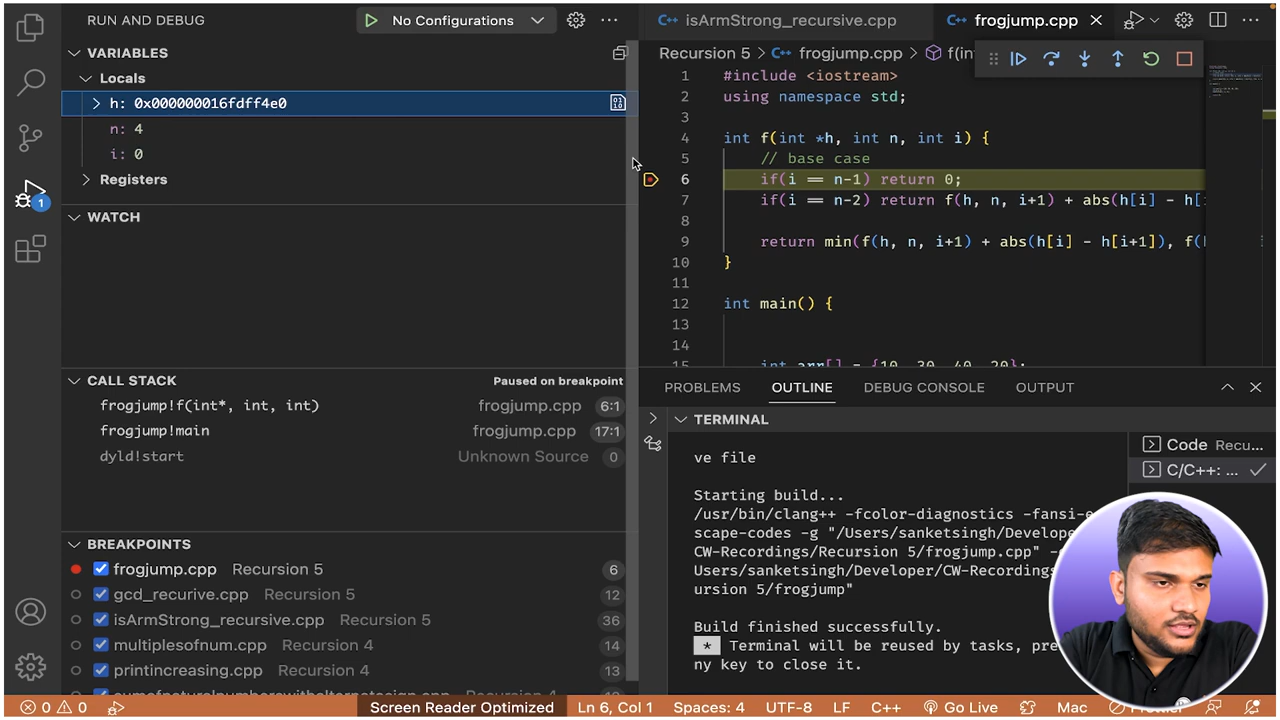 RUN AND DEBUG
No Configurations
VARIABLES
Locals
h: 0x000000016fdff4e0
n: 4
i: 0
Registers
WATCH
CALL STACK
Paused on breakpoint
frogjump!f(int*, int, int) frogjump.cpp 6:1
frogjump!main frogjump.cpp 17:1
dyld!start Unknown Source 0
BREAKPOINTS
frogjump.cpp Recursion 5 6
gcd_recurive.cpp Recursion 5 12
isArmStrong_recursive.cpp Recursion 5 36
multiplesofnum.cpp Recursion 4 14
printincreasing.cpp Recursion 4 13
1
isArmStrong_recursive.cpp
frogjump.cpp
Recursion 5 > frogjump.cpp > f(int
1 #include <iostream>
2 using namespace std;
3
4 int f(int *h, int n, int i) {
5 // base case
6 if(i == n-1) return 0;
7 if(i == n-2) return f(h, n, i+1) + abs(h[i] - h[i
8
9 return min(f(h, n, i+1) + abs(h[i] - h[i+1]), f(h
10 }
11
12 int main() {
13
14
15 int arr[] = {10, 30, 40, 20};
PROBLEMS OUTLINE DEBUG CONSOLE OUTPUT
TERMINAL
ve file
Starting build...
/usr/bin/clang++ -fcolor-diagnostics -fansi-e
scape-codes -g "/Users/sanketsingh/Develope
CW-Recordings/Recursion 5/frogjump.cpp" -
Users/sanketsingh/Developer/CW-Recordings
ursion 5/frogjump"
Build finished successfully.
* Terminal will be reused by tasks, pre
ny key to close it.
Code Recu...
C/C++: ...
0 0
Screen Reader Optimized
Ln 6, Col 1
Spaces: 4
UTF-8
LF
C++
Go Live
Mac